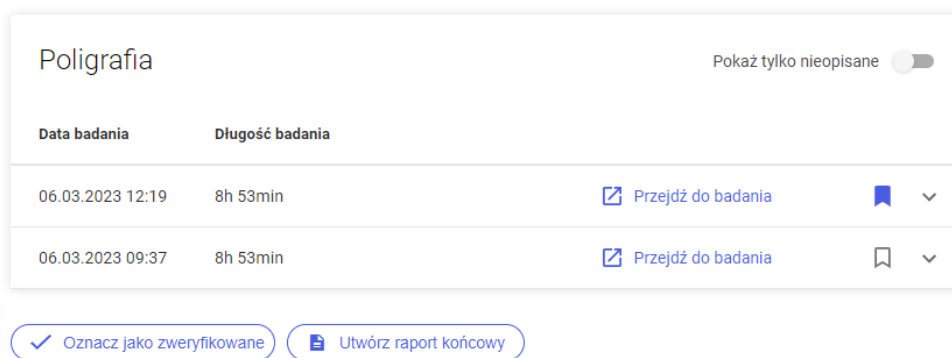 Poligrafia
Pokaż tylko nieopisane
Data badania Długość badania
06.03.2023 12:19 8h 53min Przejdź do badania
06.03.2023 09:37 8h 53min Przejdź do badania
Oznacz jako zweryfikowane Utwórz raport końcowy